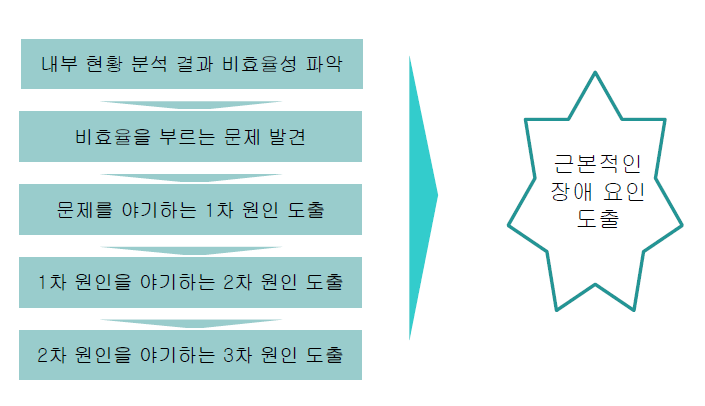 내부 현황 분석 결과 비효율성 파악
비효율을 부르는 문제 발견
문제를 야기하는 1차 원인 도출
1차 원인을 야기하는 2차 원인 도출
2차 원인을 야기하는 3차 원인 도출
근본적인
장애 요인
도출